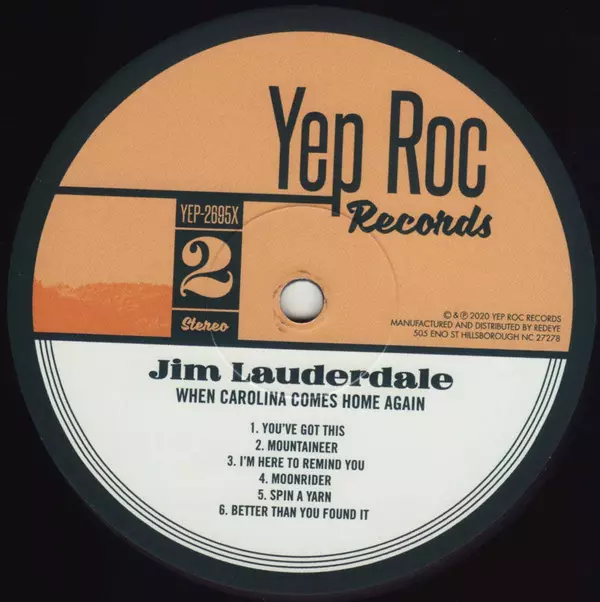 Yep Roc
Records
YEP-2695X
2
Stereo
© & ℗ 2020 YEP ROC RECORDS
MANUFACTURED AND DISTRIBUTED BY REDEYE
505 ENO ST HILLSBOROUGH NC 27278
Jim Lauderdale
WHEN CAROLINA COMES HOME AGAIN
1. YOU'VE GOT THIS
2. MOUNTAINEER
3. I'M HERE TO REMIND YOU
4. MOONRIDER
5. SPIN A YARN
6. BETTER THAN YOU FOUND IT